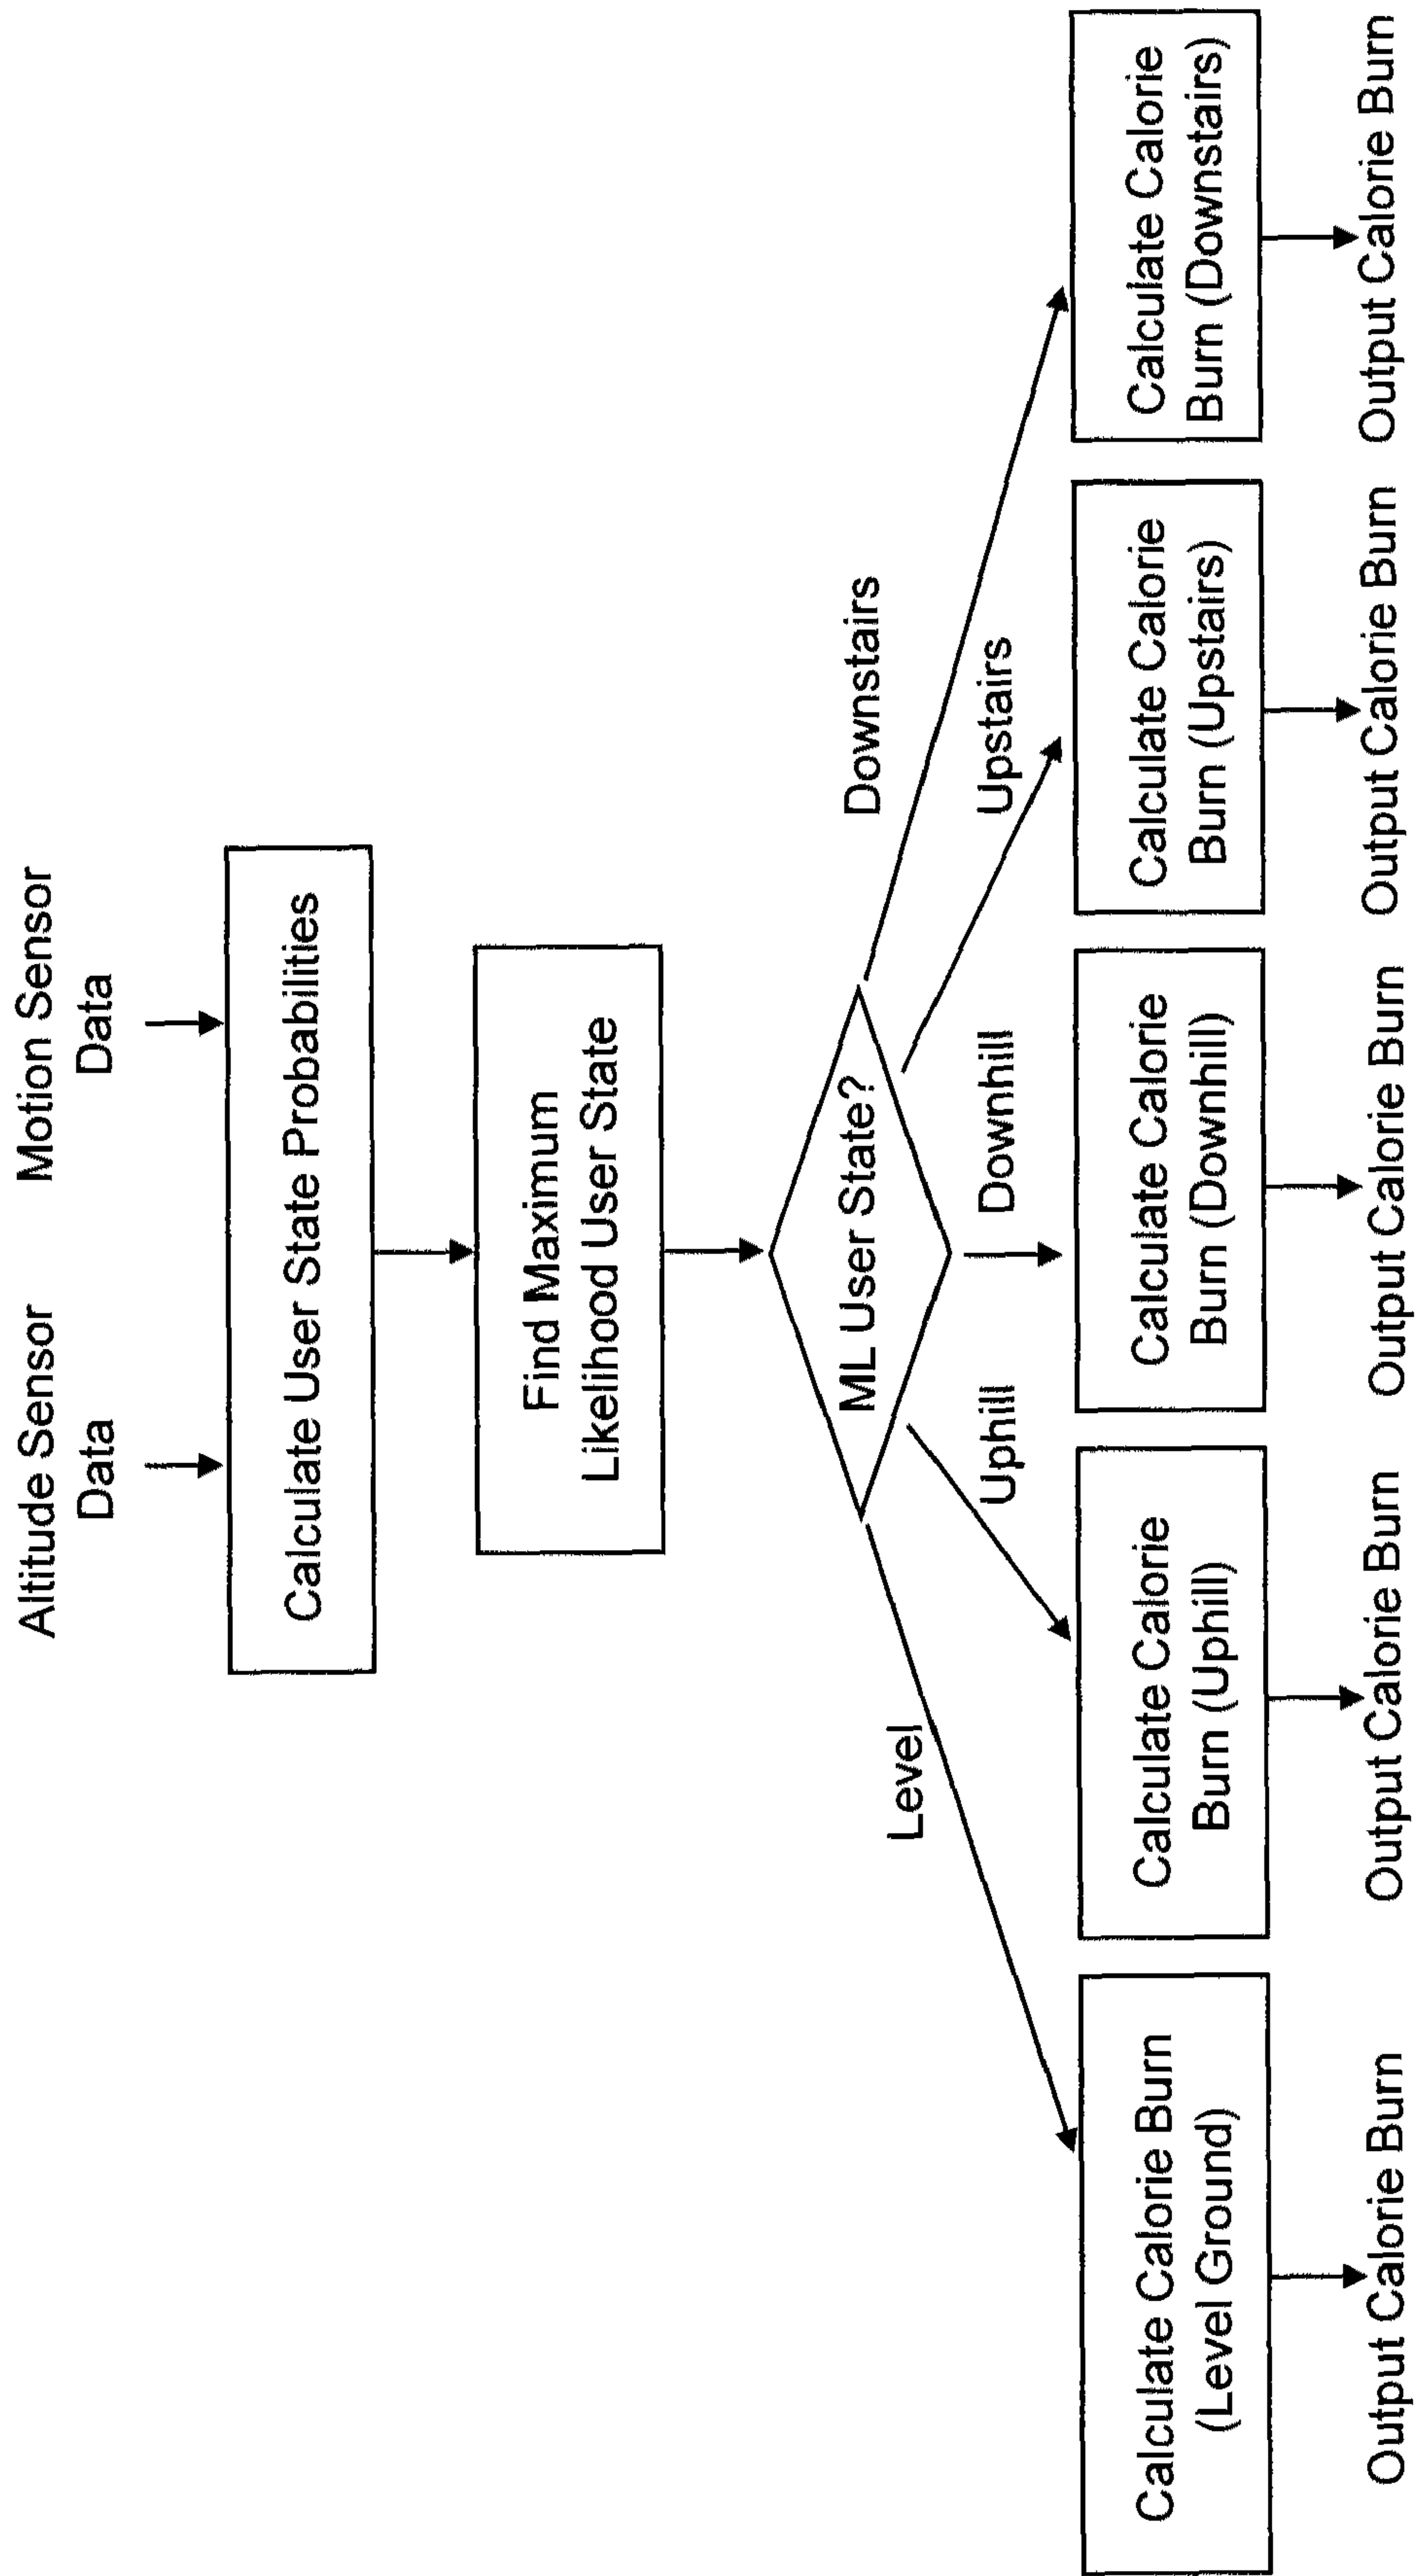 Altitude Sensor
Data
Motion Sensor
Data
Calculate User State Probabilities
Find Maximum
Likelihood User State
ML User State?
Level
Uphill
Downhill
Upstairs
Downstairs
Calculate Calorie Burn
(Level Ground)
Calculate Calorie
Burn (Uphill)
Calculate Calorie
Burn (Downhill)
Calculate Calorie
Burn (Upstairs)
Calculate Calorie
Burn (Downstairs)
Output Calorie Burn
Output Calorie Burn
Output Calorie Burn
Output Calorie Burn
Output Calorie Burn